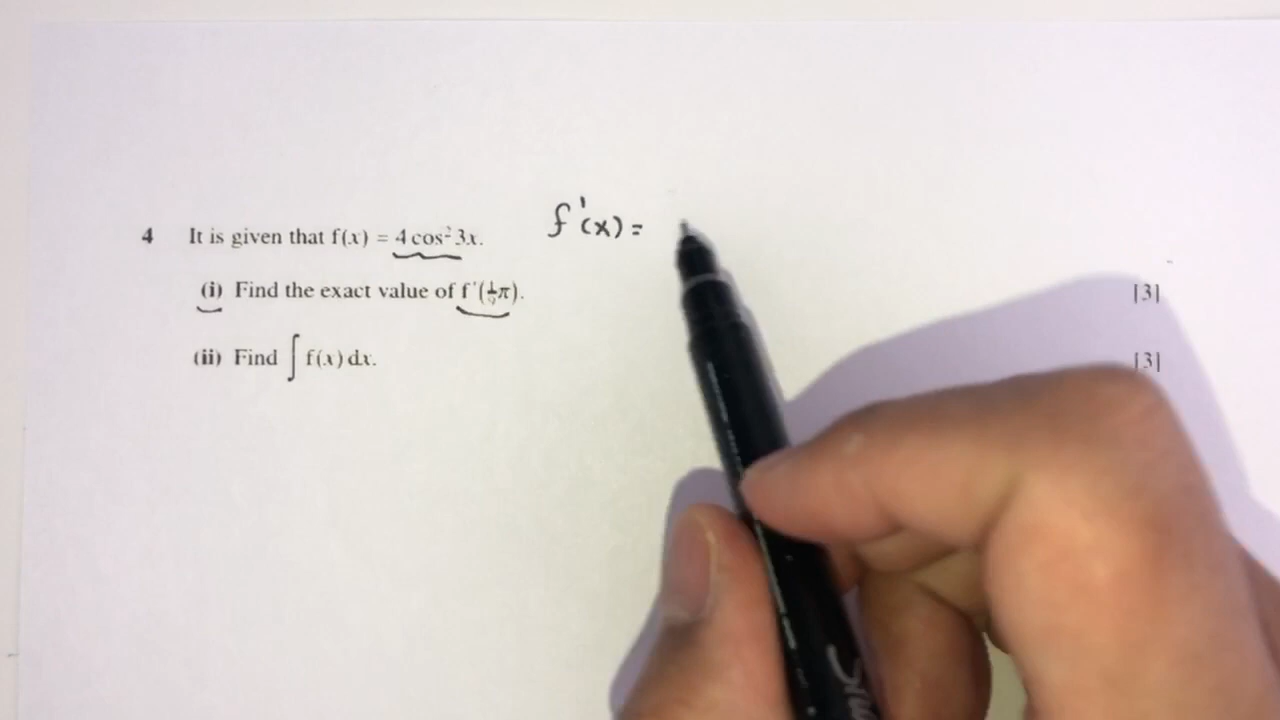 4 It is given that f(x) = 4 cos² 3x.
f'(x) =
(i) Find the exact value of f′(⅑π). [3]
(ii) Find ∫ f(x) dx. [3]